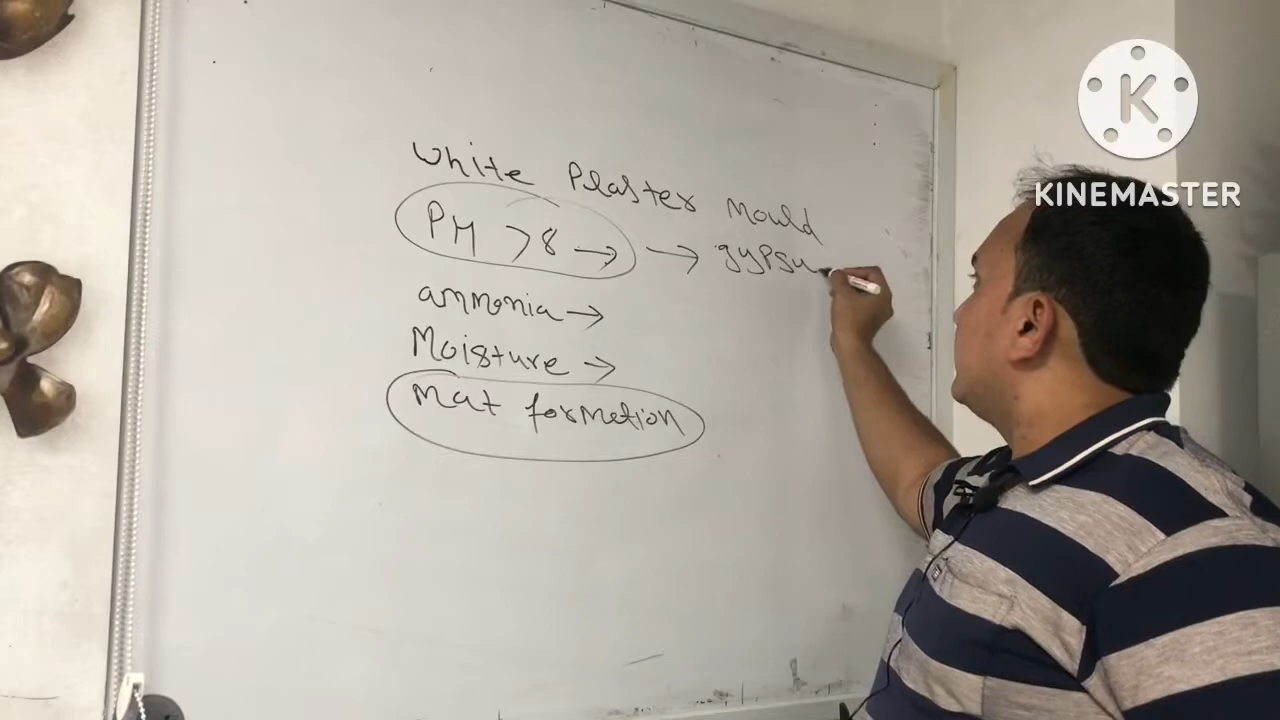 White Plaster Mould
PH >8 → → gypsu
ammonia →
Moisture →
Mat formetion
K
KINEMASTER